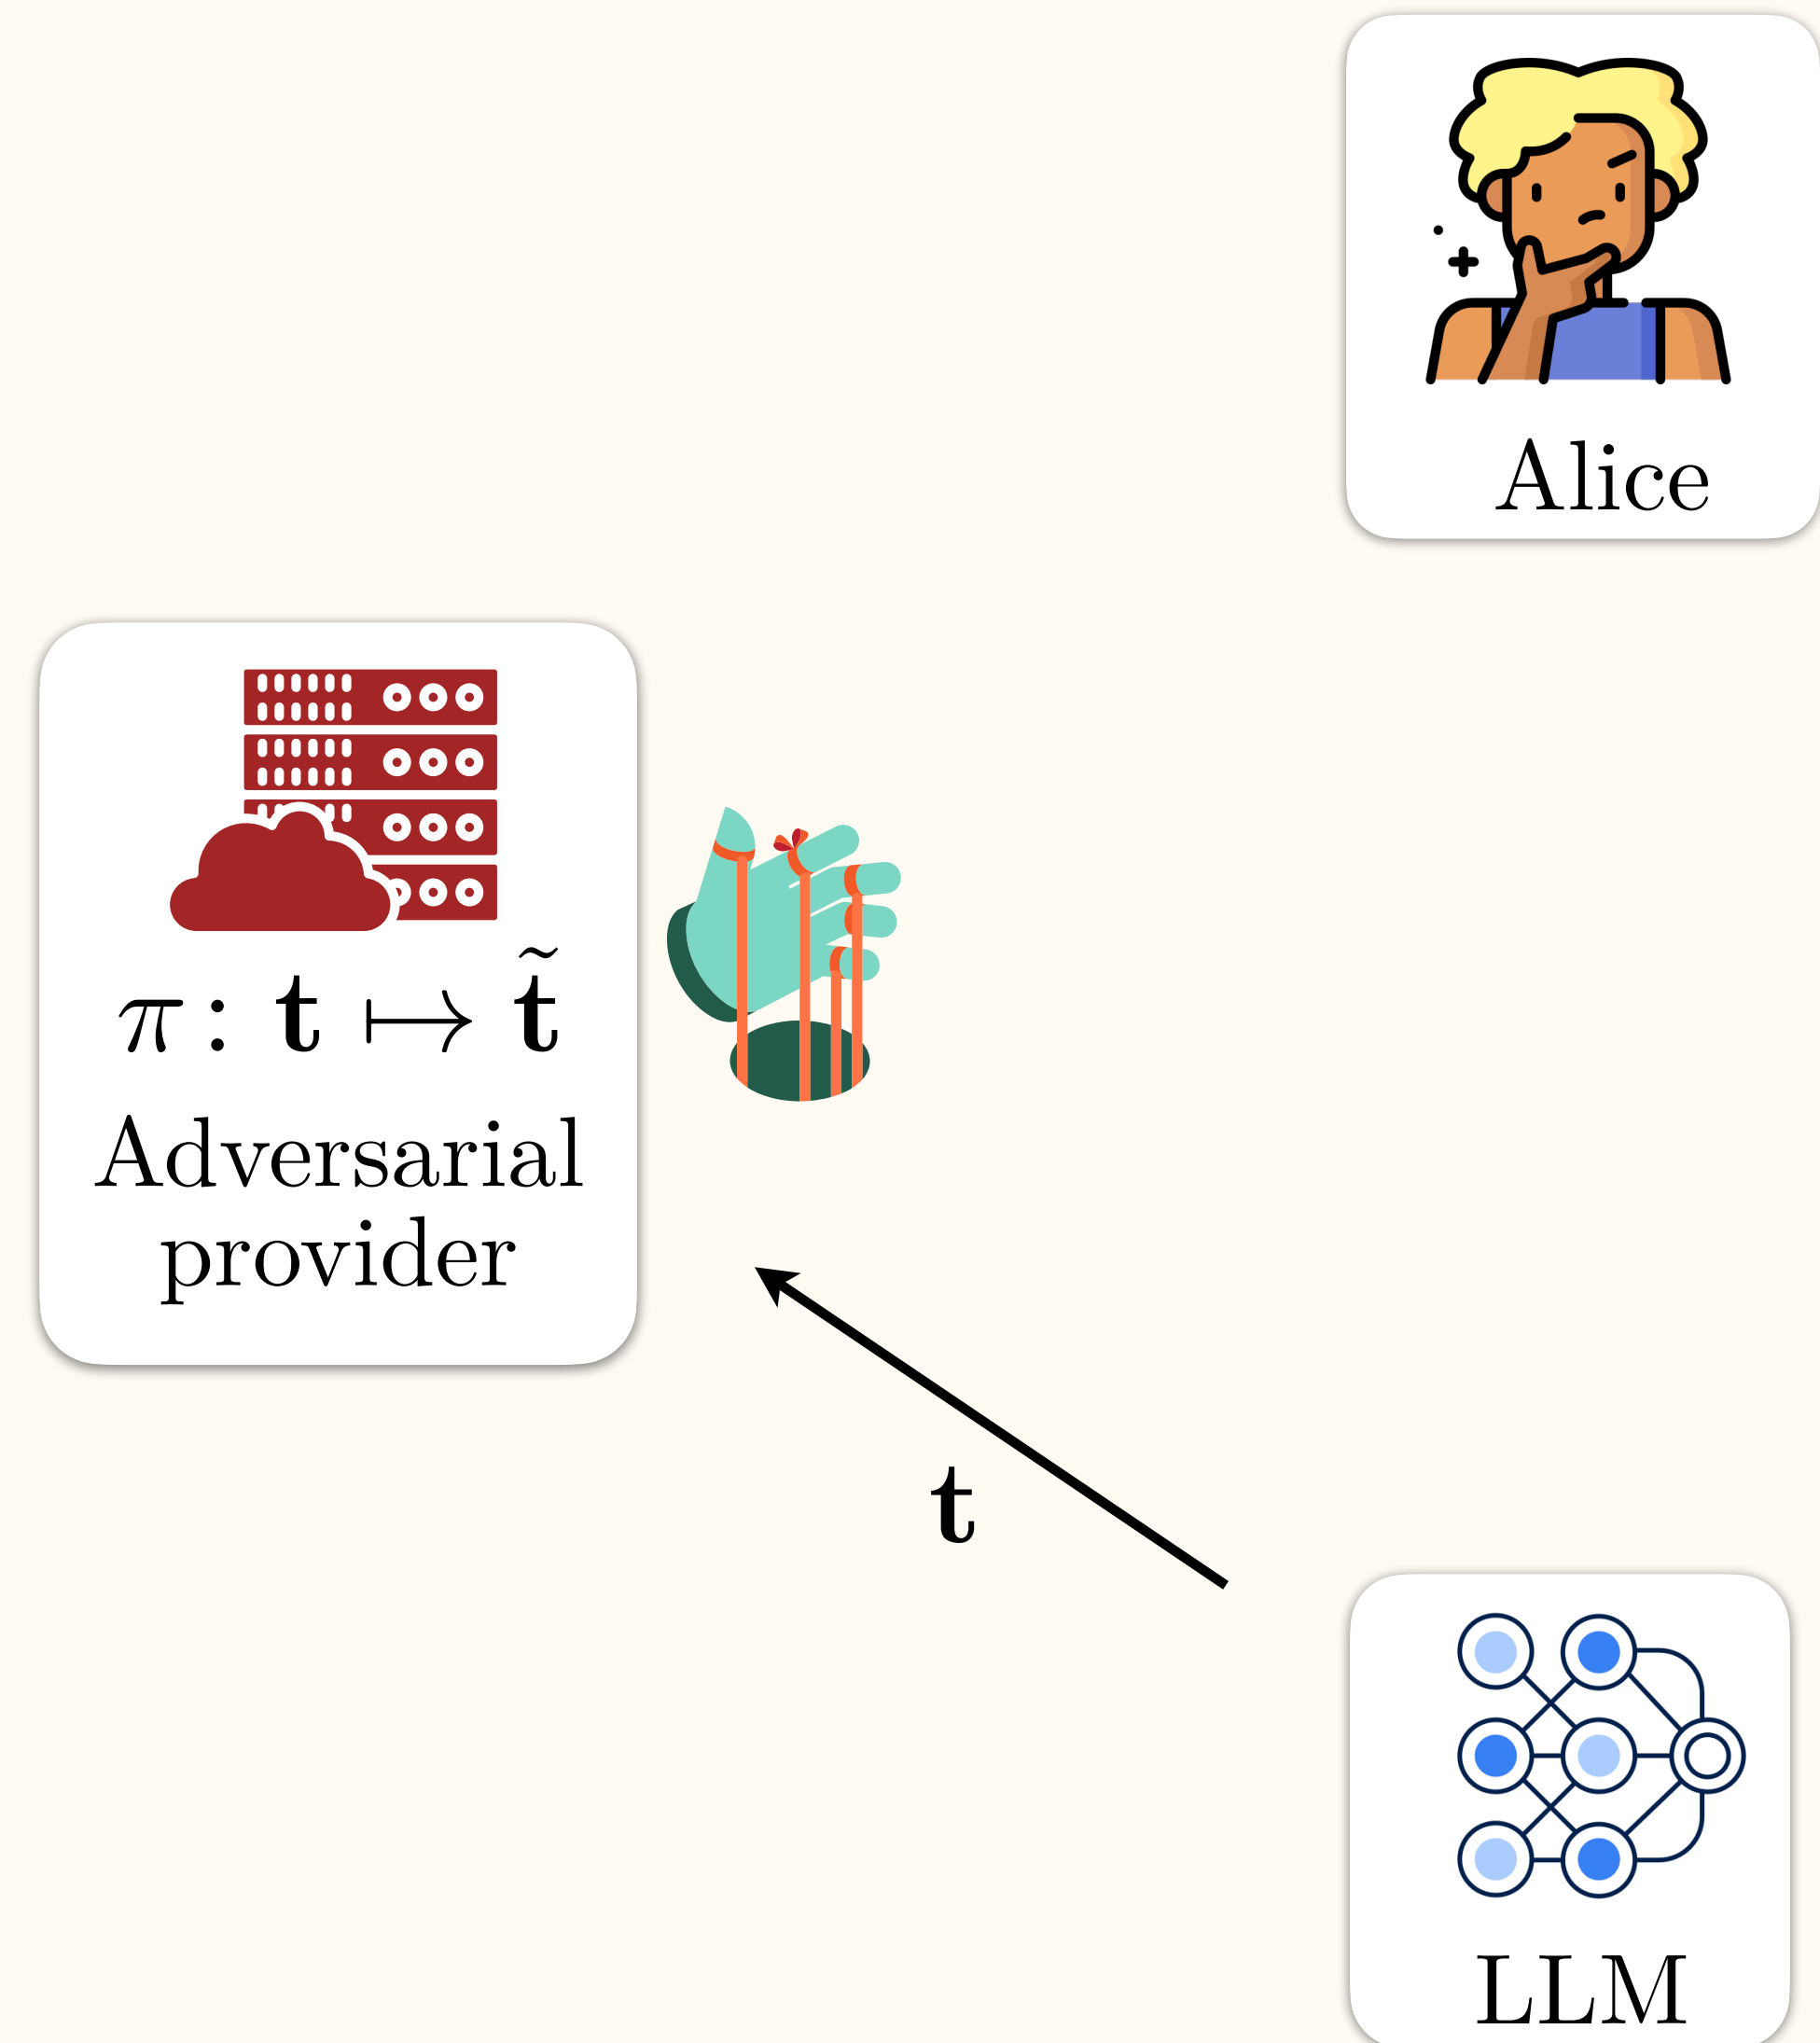 Alice
π : t ↦ t̃
Adversarial
provider
t
LLM